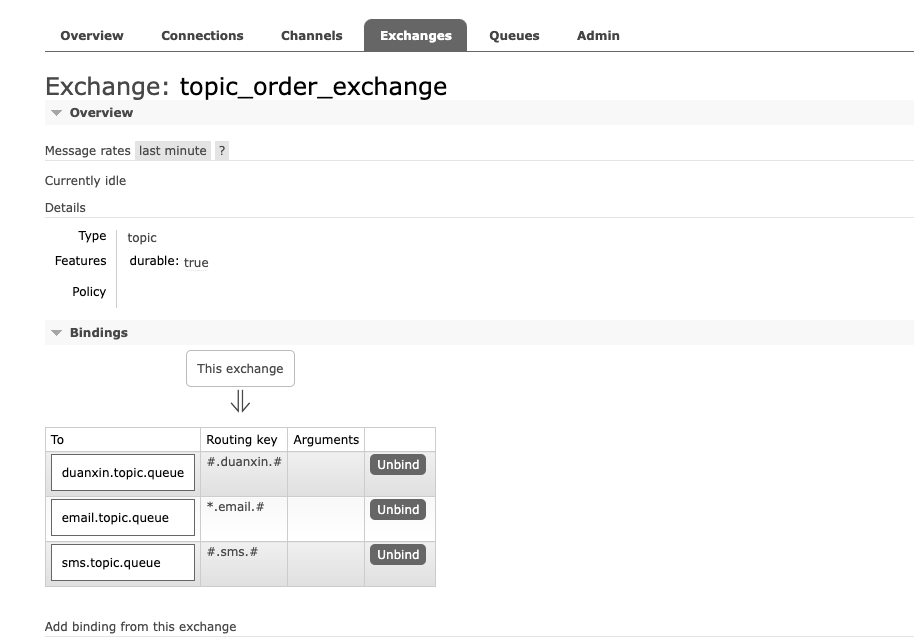 Overview Connections Channels Exchanges Queues Admin
Exchange: topic_order_exchange
Overview
Message rates last minute ?
Currently idle
Details
Type topic
Features durable: true
Policy
Bindings
This exchange
To Routing key Arguments
duanxin.topic.queue #.duanxin.# Unbind
email.topic.queue *.email.# Unbind
sms.topic.queue #.sms.# Unbind
Add binding from this exchange